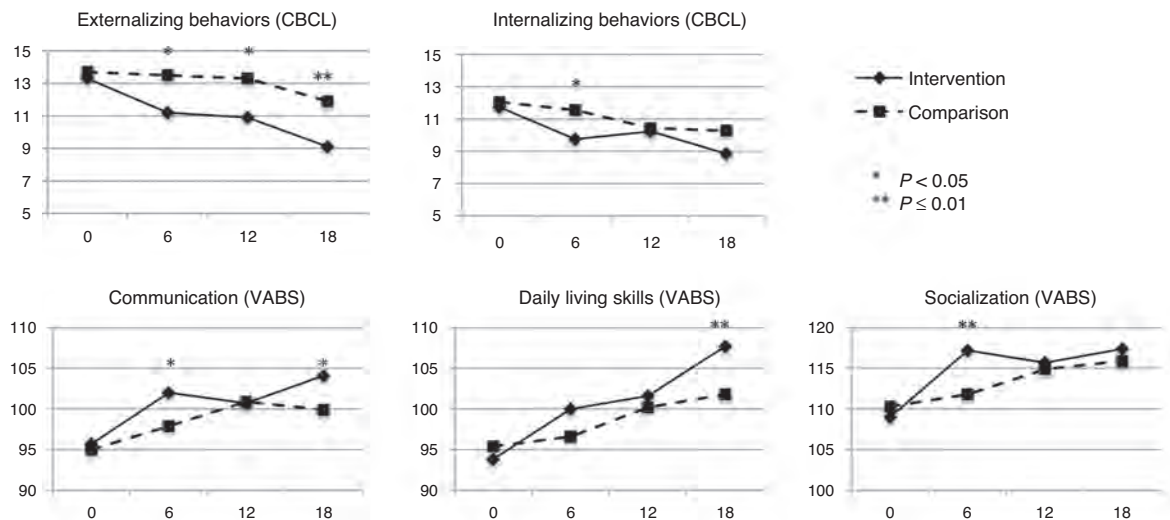 Externalizing behaviors (CBCL)
15
13
11
9
7
5
*
*
**
0 6 12 18
Internalizing behaviors (CBCL)
15
13
11
9
7
5
*
0 6 12 18
Intervention
Comparison
* P < 0.05
** P ≤ 0.01
Communication (VABS)
110
105
100
95
90
*
*
0 6 12 18
Daily living skills (VABS)
110
105
100
95
90
**
0 6 12 18
Socialization (VABS)
120
115
110
105
100
**
0 6 12 18